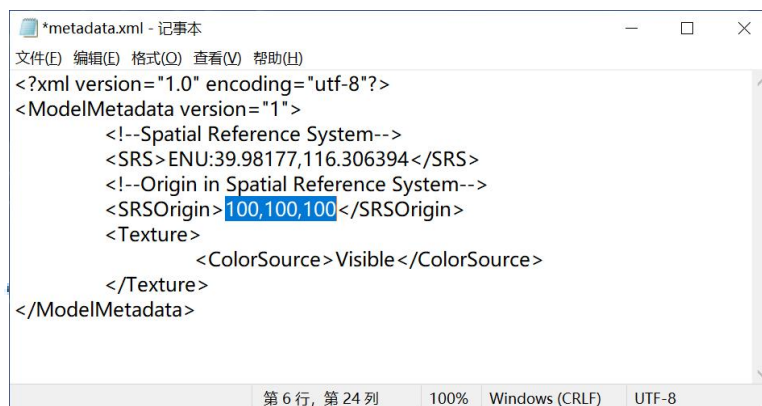 *metadata.xml - 记事本
文件(F) 编辑(E) 格式(O) 查看(V) 帮助(H)
<?xml version="1.0" encoding="utf-8"?>
<ModelMetadata version="1">
<!--Spatial Reference System-->
<SRS>ENU:39.98177,116.306394</SRS>
<!--Origin in Spatial Reference System-->
<SRSOrigin>100,100,100</SRSOrigin>
<Texture>
<ColorSource>Visible</ColorSource>
</Texture>
</ModelMetadata>
第 6 行，第 24 列 100% Windows (CRLF) UTF-8